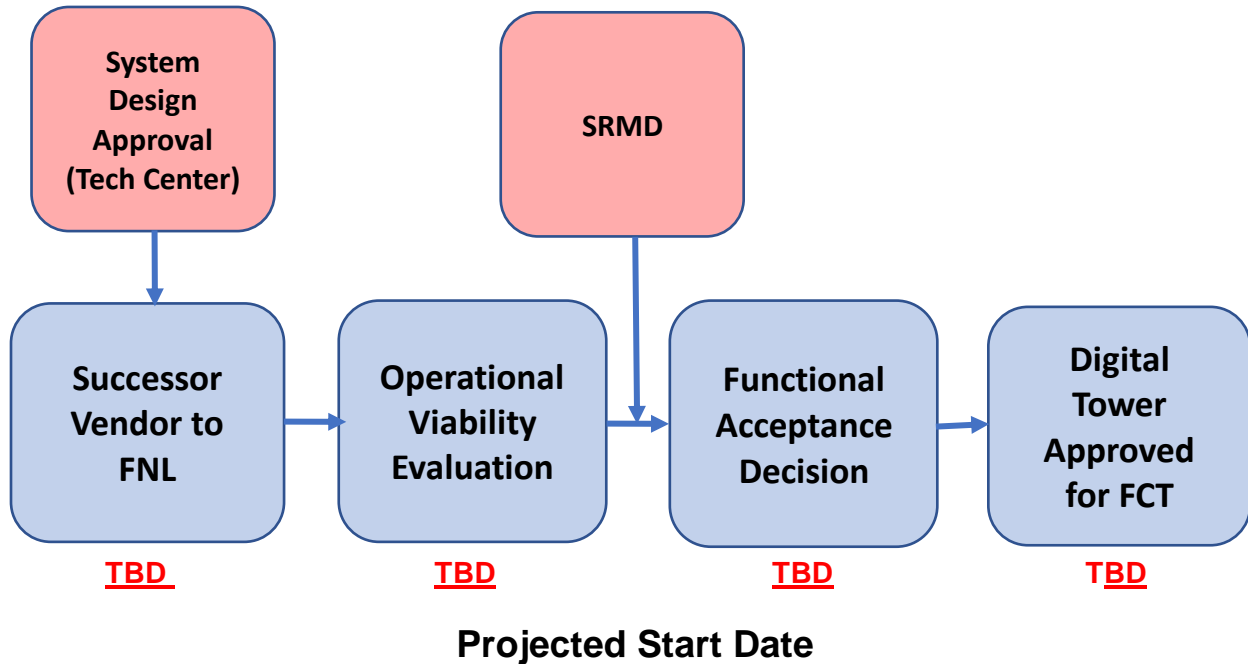 System
Design
Approval
(Tech Center)
SRMD
Successor
Vendor to
FNL
Operational
Viability
Evaluation
Functional
Acceptance
Decision
Digital
Tower
Approved
for FCT
TBD
TBD
TBD
TBD
Projected Start Date